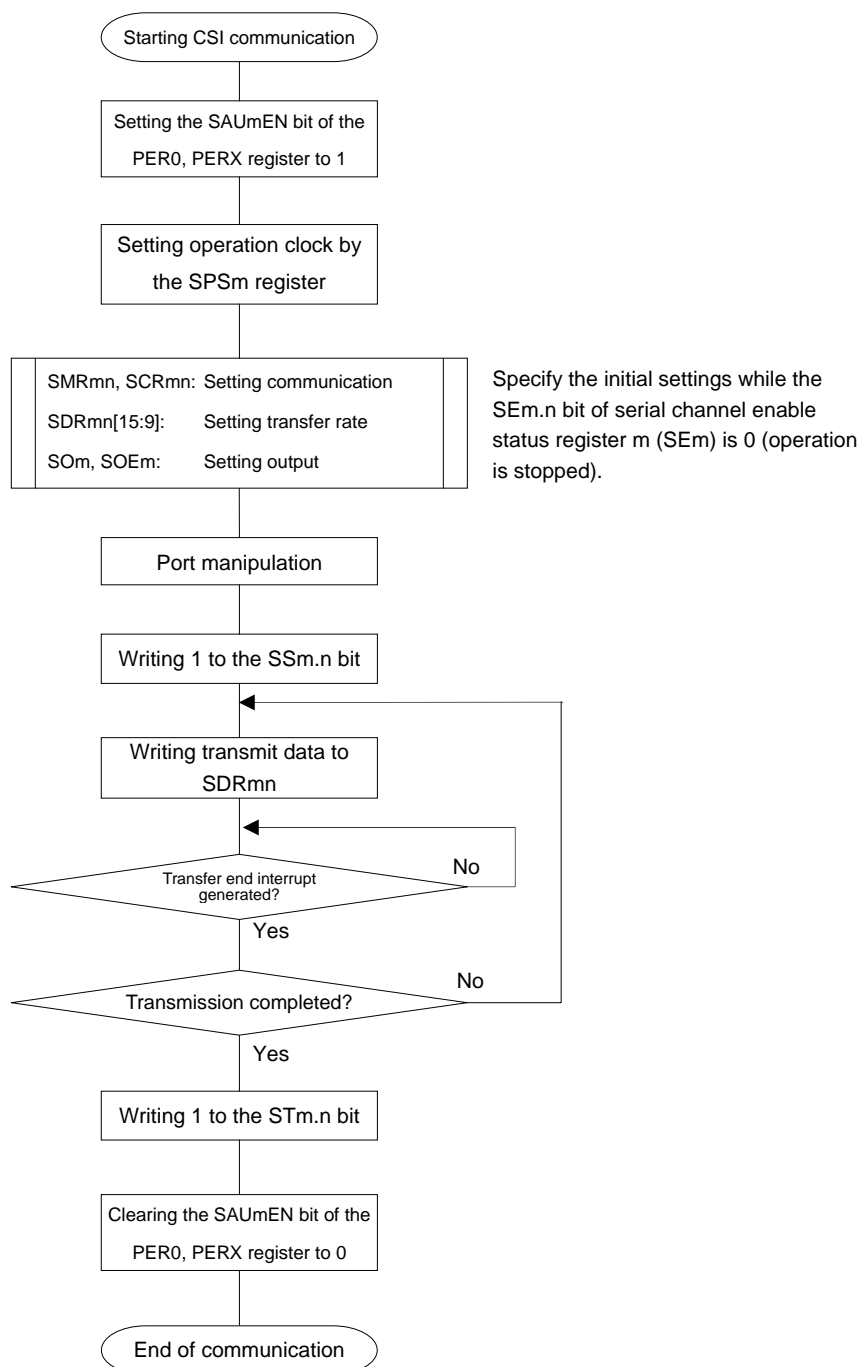 Starting CSI communication
Setting the SAUmEN bit of the
PER0, PERX register to 1
Setting operation clock by
the SPSm register
SMRmn, SCRmn: Setting communication
SDRmn[15:9]: Setting transfer rate
SOm, SOEm: Setting output
Specify the initial settings while the
SEm.n bit of serial channel enable
status register m (SEm) is 0 (operation
is stopped).
Port manipulation
Writing 1 to the SSm.n bit
Writing transmit data to
SDRmn
Transfer end interrupt
generated?
No
Yes
Transmission completed?
No
Yes
Writing 1 to the STm.n bit
Clearing the SAUmEN bit of the
PER0, PERX register to 0
End of communication